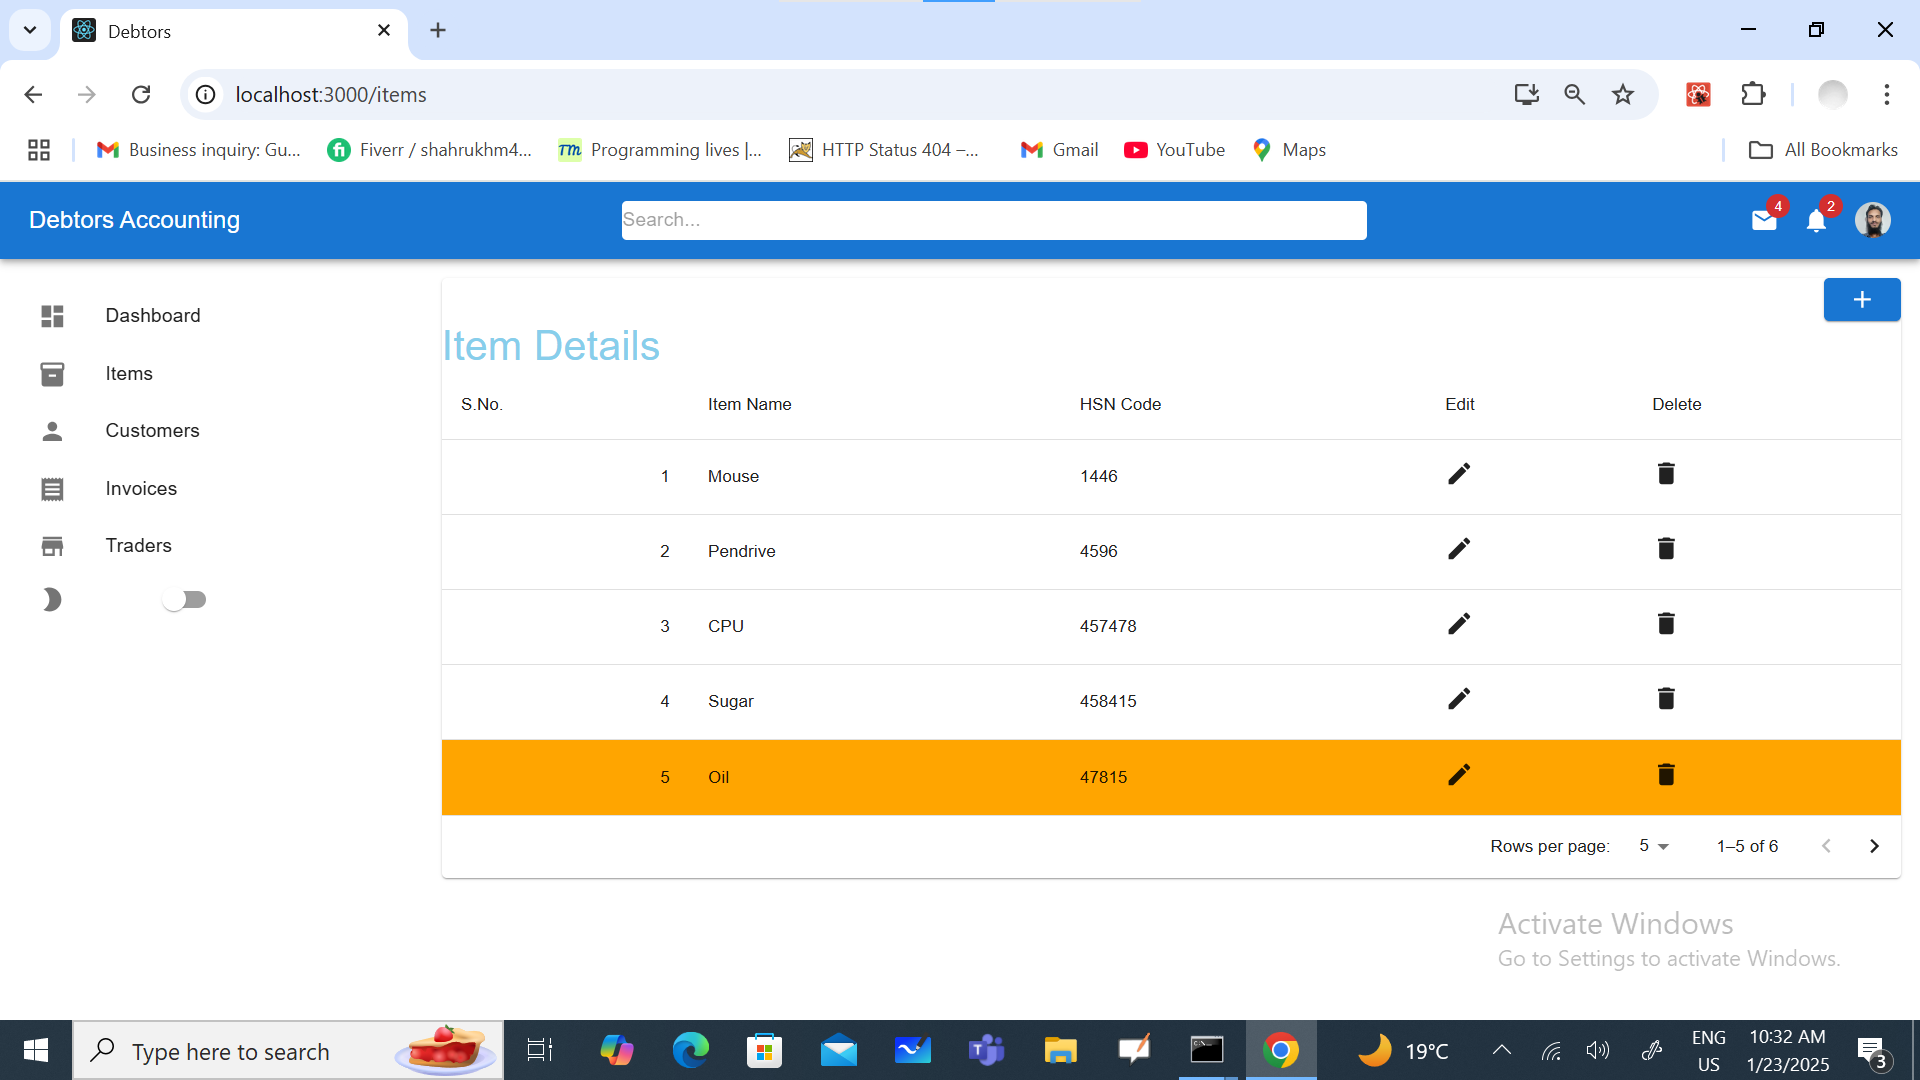 Debtors
localhost:3000/items
Business inquiry: Gu...
Fiverr / shahrukhm4...
TM Programming lives |...
HTTP Status 404 –...
Gmail
YouTube
Maps
All Bookmarks
Debtors Accounting
Search...
4
2
Dashboard
Items
Customers
Invoices
Traders
Item Details
S.No. Item Name HSN Code Edit Delete
1 Mouse 1446
2 Pendrive 4596
3 CPU 457478
4 Sugar 458415
5 Oil 47815
Rows per page: 5 1–5 of 6
Activate Windows
Go to Settings to activate Windows.
Type here to search
19°C
ENG
US
10:32 AM
1/23/2025
3